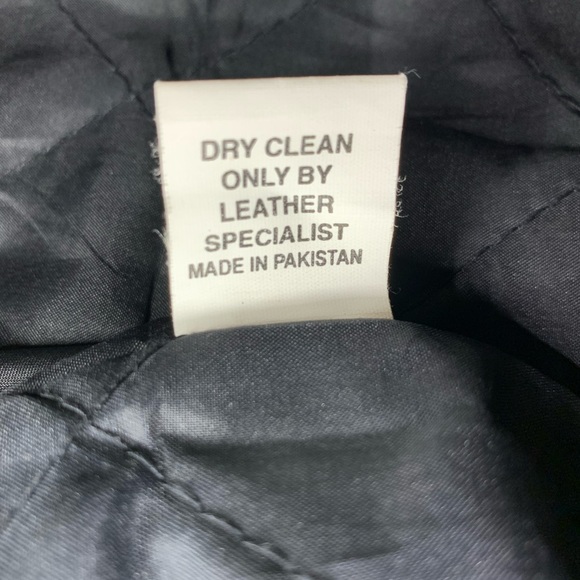 DRY CLEAN
ONLY BY
LEATHER
SPECIALIST
MADE IN PAKISTAN